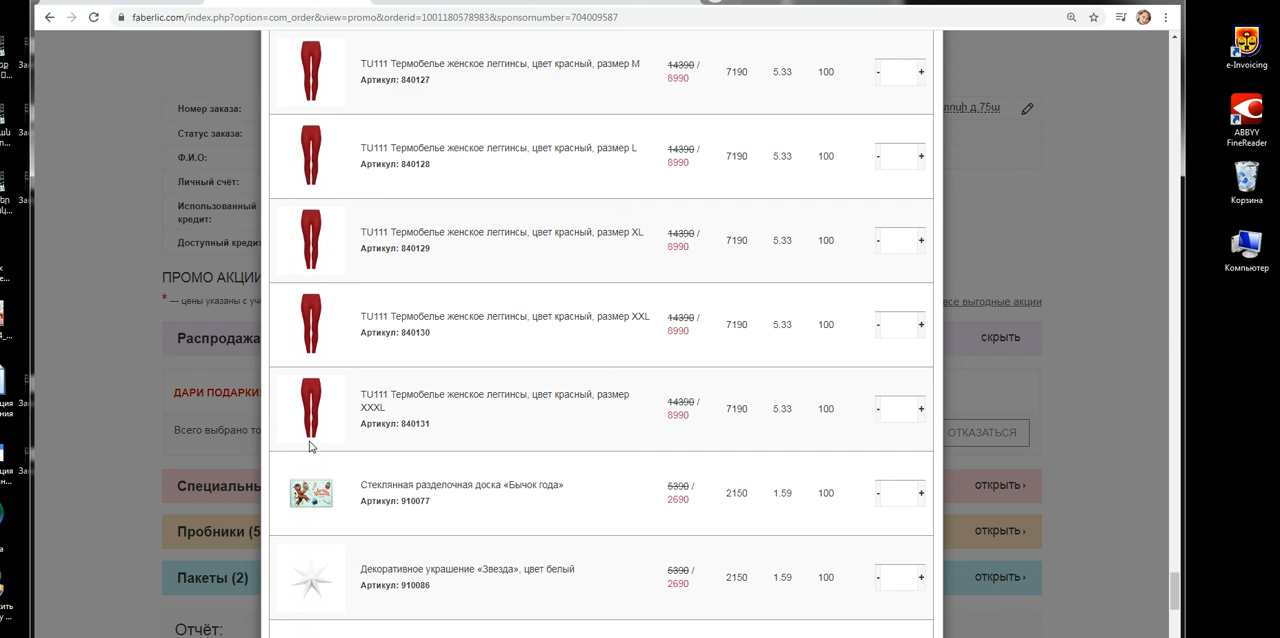 faberlic.com/index.php?option=com_order&view=promo&orderid=1001180578983&sponsornumber=704009587
TU111 Термобелье женское леггинсы, цвет красный, размер M
Артикул: 840127
14390 /
8990
7190
5.33
100
-
+
TU111 Термобелье женское леггинсы, цвет красный, размер L
Артикул: 840128
14390 /
8990
7190
5.33
100
-
+
TU111 Термобелье женское леггинсы, цвет красный, размер XL
Артикул: 840129
14390 /
8990
7190
5.33
100
-
+
TU111 Термобелье женское леггинсы, цвет красный, размер XXL
Артикул: 840130
14390 /
8990
7190
5.33
100
-
+
TU111 Термобелье женское леггинсы, цвет красный, размер
XXXL
Артикул: 840131
14390 /
8990
7190
5.33
100
-
+
Стеклянная разделочная доска «Бычок года»
Артикул: 910077
5390 /
2690
2150
1.59
100
-
+
Декоративное украшение «Звезда», цвет белый
Артикул: 910086
5390 /
2690
2150
1.59
100
-
+
Номер заказа:
Статус заказа:
Ф.И.О:
Личный счёт:
Использованный
кредит:
Доступный кредит
ПРОМО АКЦИИ
* — цены указаны с уч
все выгодные акции
Распродажа
скрыть
ДАРИ ПОДАРКИ
Всего выбрано то
ОТКАЗАТЬСЯ
Специальн
открыть ›
Пробники (5
открыть ›
Пакеты (2)
открыть ›
Отчёт:
e-Invoicing
ABBYY
FineReader
Корзина
Компьютер